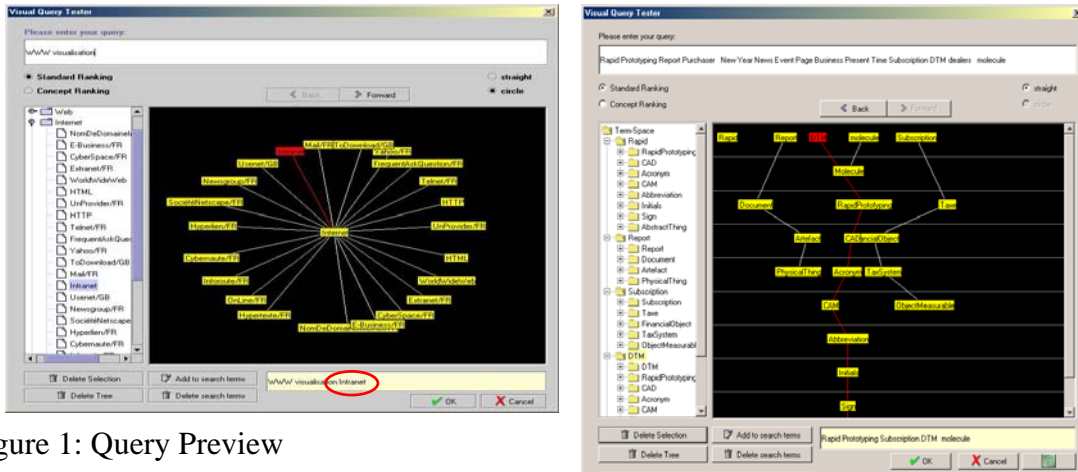 Visual Query Tester
Please enter your query:
WWW visualisation
Standard Ranking
Concept Ranking
straight
circle
Back
Forward
Web
Internet
NomDeDomaineI
E-Business/FR
CyberSpace/FR
Extranet/FR
WorldWideWeb
HTML
UnProvider/FR
HTTP
Telnet/FR
FrequentAskQues
Yahoo/FR
ToDownload/GB
Mail/FR
Intranet
Usenet/GB
Newsgroup/FR
SociétéNetscape
Hyperlien/FR
Cybernaute/FR
Mail/FR
ToDownload/GB
Yahoo/FR
Usenet/GB
FrequentAskQuestion/FR
Newsgroup/FR
Telnet/FR
SociétéNetscape/FR
HTTP
Hyperlien/FR
Internet
UnProvider/FR
Cybernaute/FR
HTML
Inforoute/FR
WorldWideWeb
OnLine/FR
Extranet/FR
Hypertexte/FR
CyberSpace/FR
E-Business/FR
Delete Selection
Add to search terms
WWW visualisation Intranet
Delete Tree
Delete search terms
OK
Cancel
gure 1: Query Preview
Visual Query Tester
Please enter your query:
Rapid Prototyping Report Purchaser New Year News Event Page Business Present Time Subscription DTM dealers molecule
Standard Ranking
Concept Ranking
straight
circle
Back
Forward
Term-Space
Rapid
RapidPrototyping
CAD
Acronym
CAM
Abbreviation
Initials
Sign
AbstractThing
Report
Report
Document
Artefact
PhysicalThing
Subscription
Subscription
Taxe
FinancialObject
TaxSystem
ObjectMeasurabl
DTM
DTM
RapidPrototyping
CAD
Acronym
CAM
Rapid
Report
DTM
molecule
Subscription
Molecule
Document
RapidPrototyping
Taxe
Artefact
CADancialObject
PhysicalThing
Acronym
TaxSystem
CAM
ObjectMeasurable
Abbreviation
Initials
Sign
Delete Selection
Add to search terms
Rapid Prototyping Subscription DTM molecule
Delete Tree
Delete search terms
OK
Cancel